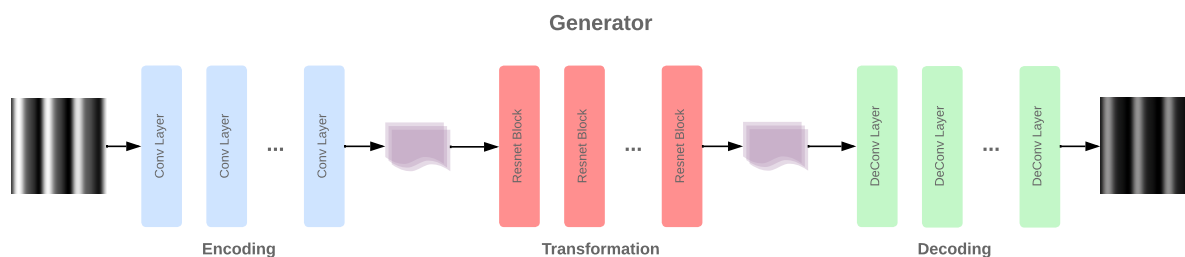 Generator
Conv Layer
Conv Layer
...
Conv Layer
Resnet Block
Resnet Block
...
Resnet Block
DeConv Layer
DeConv Layer
...
DeConv Layer
Encoding
Transformation
Decoding